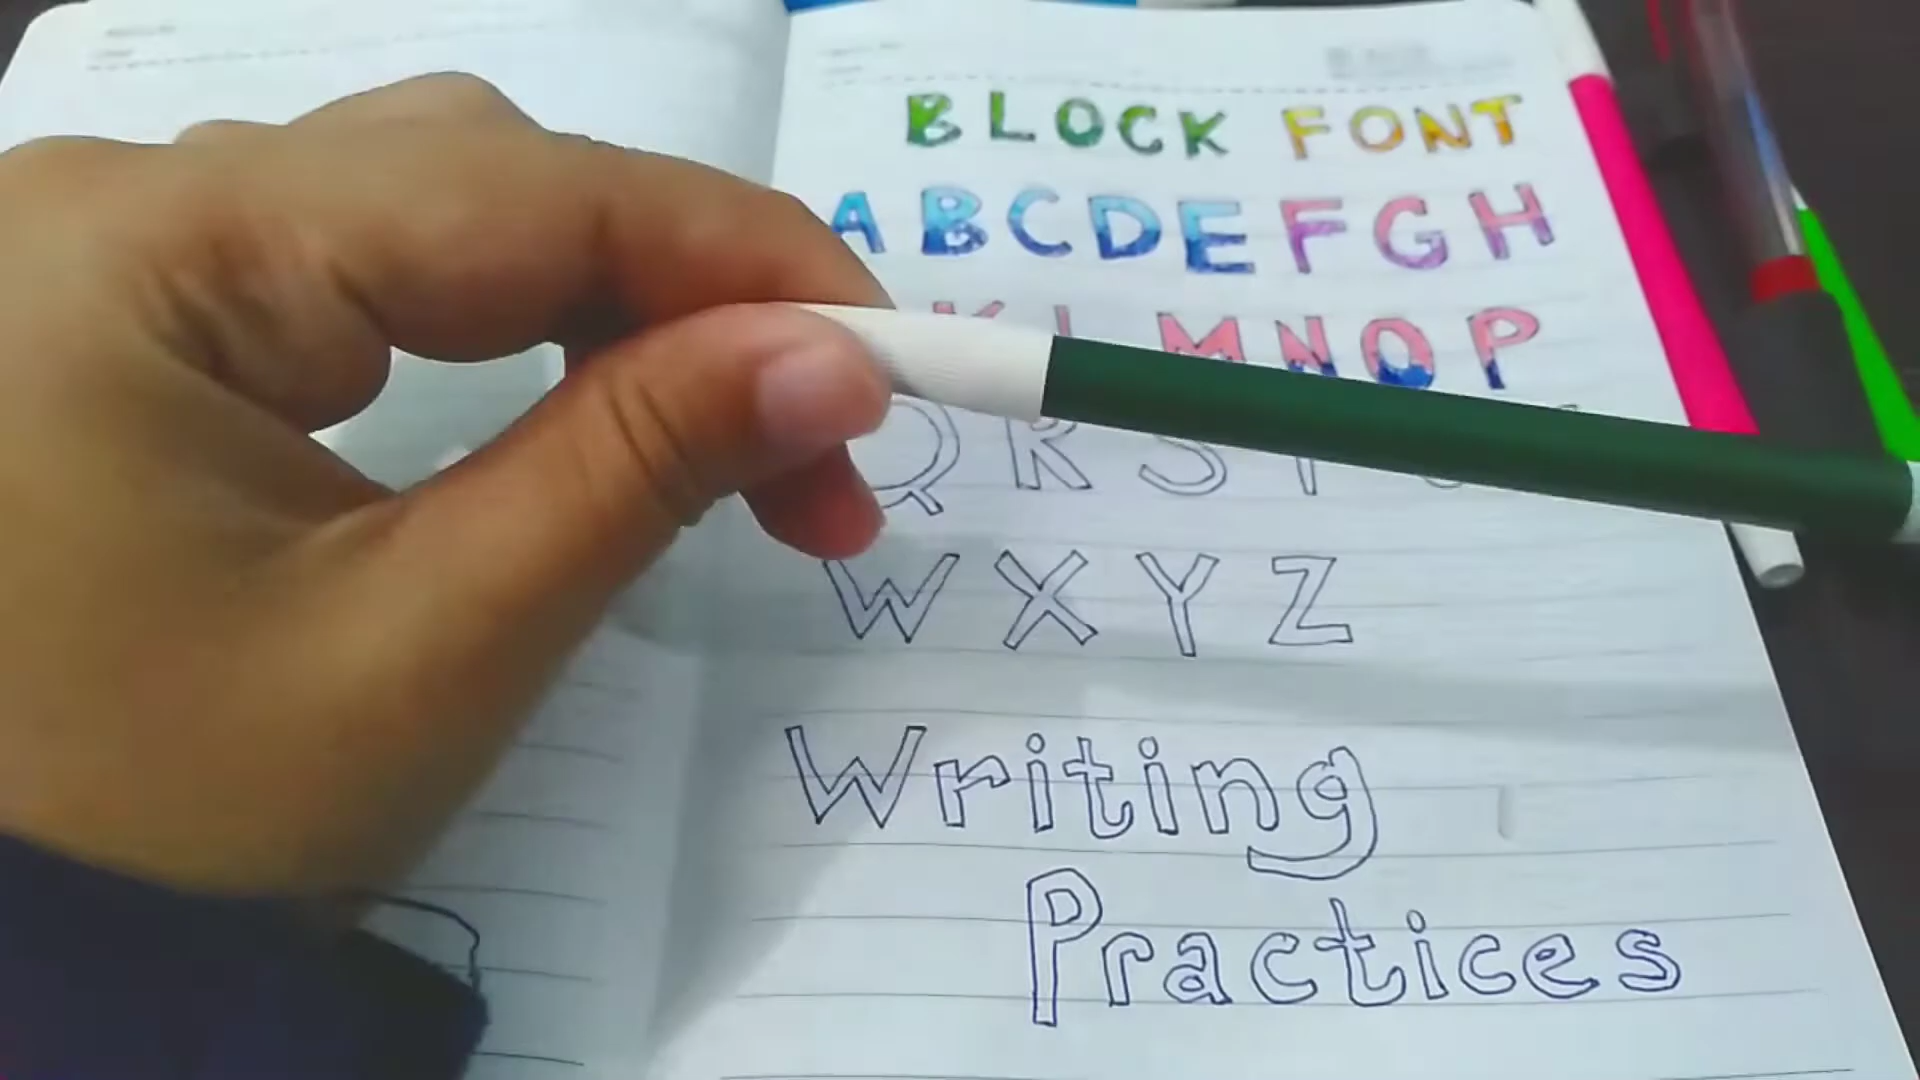 BLOCK FONT
A B C D E F G H
K L M N O P
Q R S T
W X Y Z
Writing
Practices